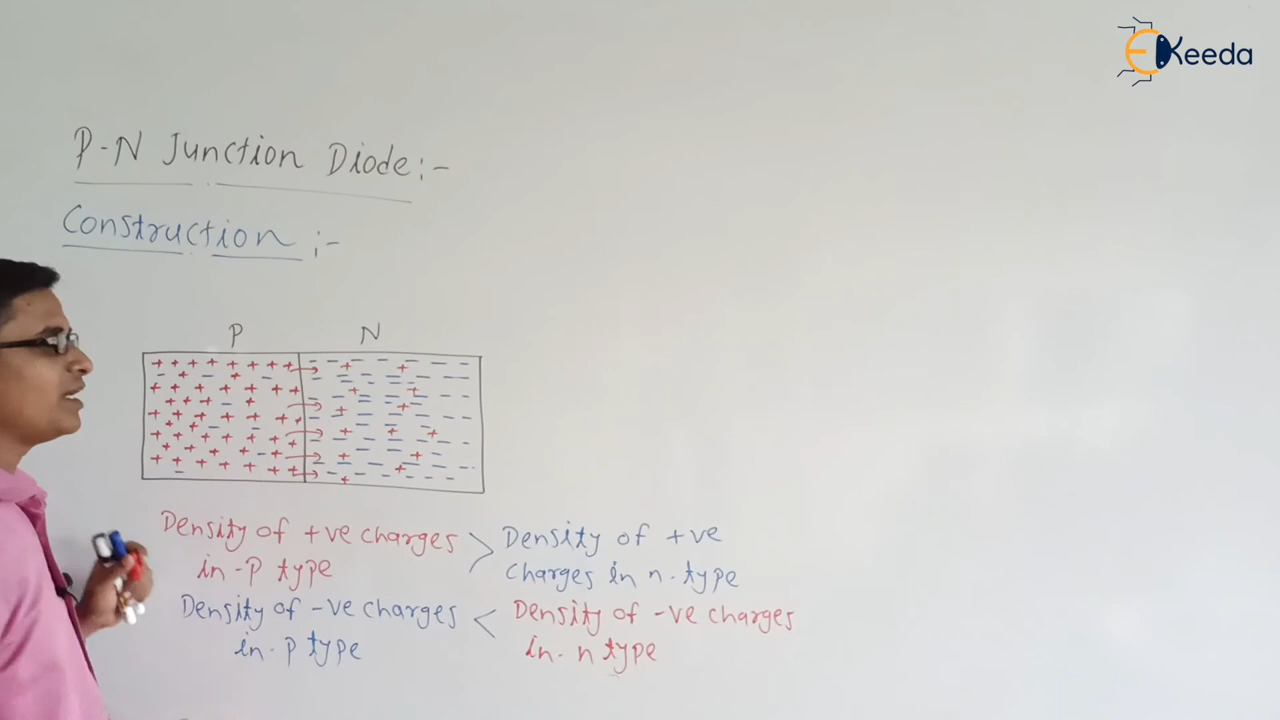 EKeeda
P-N Junction Diode:-
Construction :-
P N
Density of +ve charges > Density of +ve
in-P type charges in n-type
Density of -ve charges < Density of -ve charges
in-P type in-n type